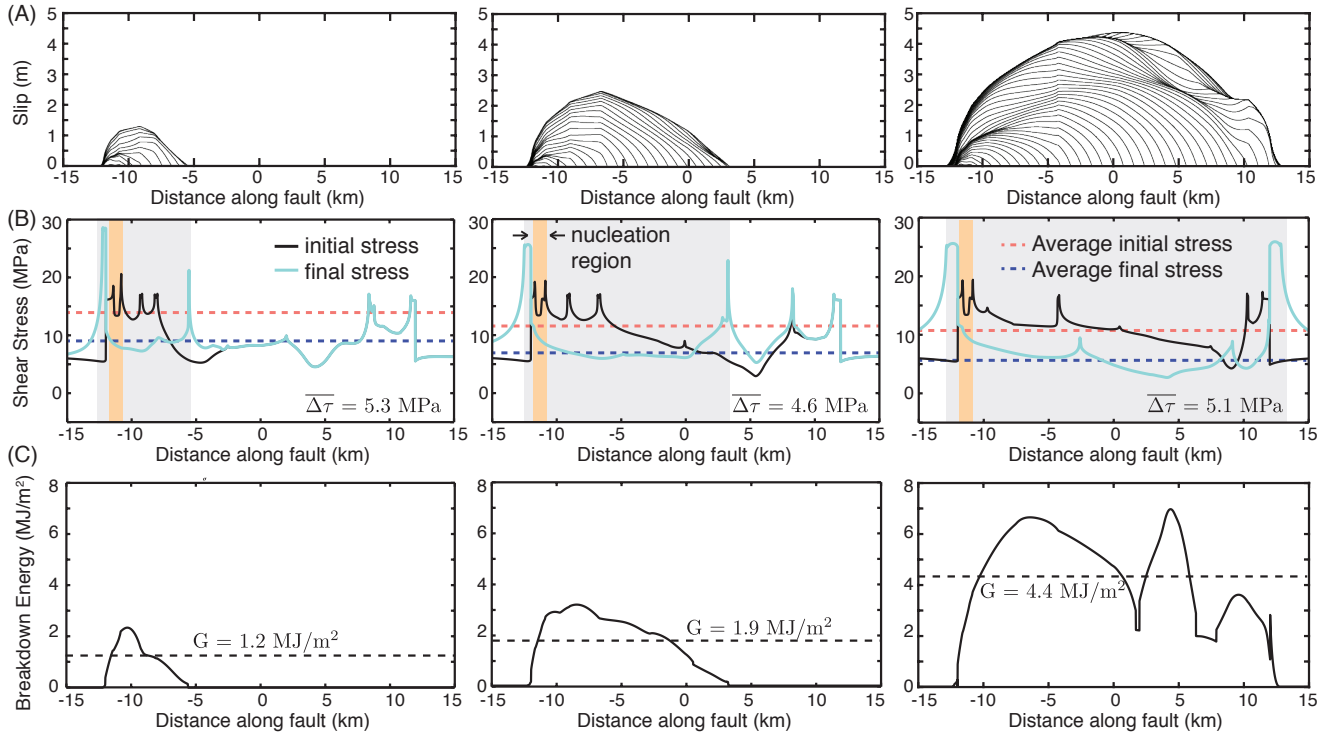 (A)
Slip (m)
5
4
3
2
1
0
-15 -10 -5 0 5 10 15
Distance along fault (km)
5
4
3
2
1
0
-15 -10 -5 0 5 10 15
Distance along fault (km)
5
4
3
2
1
0
-15 -10 -5 0 5 10 15
Distance along fault (km)
(B)
Shear Stress (MPa)
30
20
10
0
initial stress
final stress
Δτ = 5.3 MPa
-15 -10 -5 0 5 10 15
Distance along fault (km)
30
20
10
0
nucleation
region
Δτ = 4.6 MPa
-15 -10 -5 0 5 10 15
Distance along fault (km)
30
20
10
0
Average initial stress
Average final stress
Δτ = 5.1 MPa
-15 -10 -5 0 5 10 15
Distance along fault (km)
(C)
Breakdown Energy (MJ/m²)
8
6
4
2
0
G = 1.2 MJ/m²
-15 -10 -5 0 5 10 15
Distance along fault (km)
8
6
4
2
0
G = 1.9 MJ/m²
-15 -10 -5 0 5 10 15
Distance along fault (km)
8
6
4
2
0
G = 4.4 MJ/m²
-15 -10 -5 0 5 10 15
Distance along fault (km)